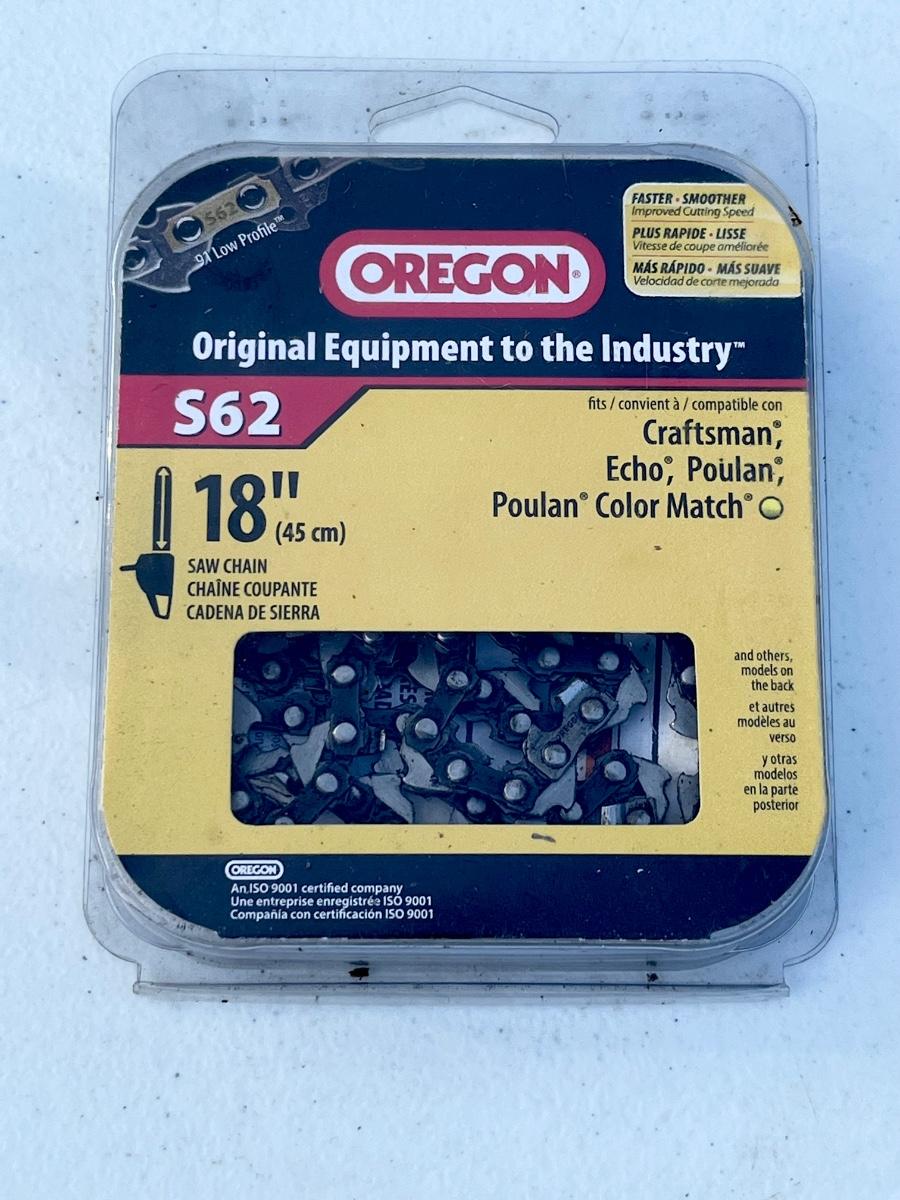 S62
91 Low Profile™
FASTER • SMOOTHER
Improved Cutting Speed
PLUS RAPIDE • LISSE
Vitesse de coupe améliorée
MÁS RÁPIDO • MÁS SUAVE
Velocidad de corte mejorada
OREGON®
Original Equipment to the Industry™
S62
fits / convient à / compatible con
Craftsman®,
Echo®, Poulan®,
Poulan® Color Match®
18"
(45 cm)
SAW CHAIN
CHAÎNE COUPANTE
CADENA DE SIERRA
and others,
models on
the back
et autres
modèles au
verso
y otras
modelos
en la parte
posterior
OREGON
An ISO 9001 certified company
Une entreprise enregistrée ISO 9001
Compañía con certificación ISO 9001